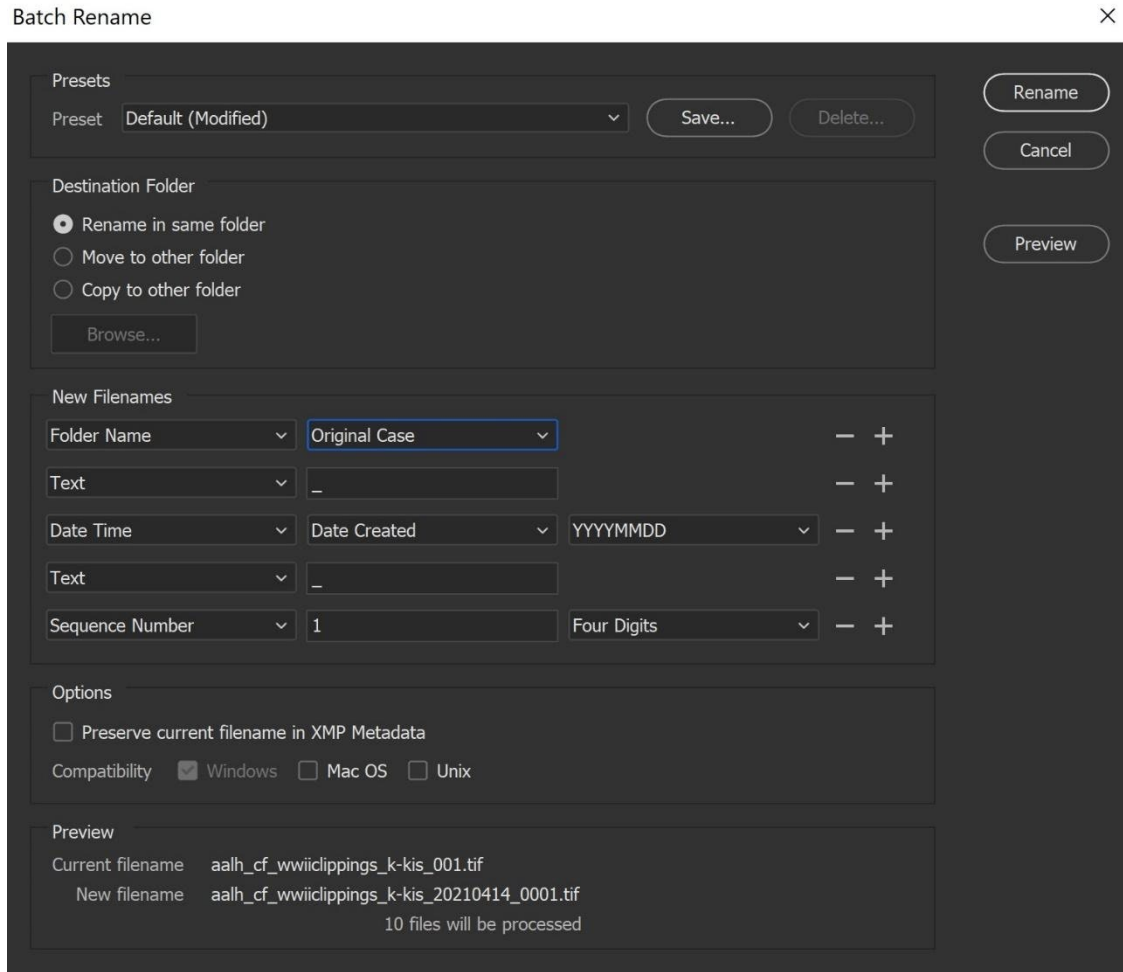 Batch Rename
Presets
Preset Default (Modified) Save... Delete... Rename
Cancel
Destination Folder
Rename in same folder
Move to other folder Preview
Copy to other folder
Browse...
New Filenames
Folder Name Original Case
Text _
Date Time Date Created YYYYMMDD
Text _
Sequence Number 1 Four Digits
Options
Preserve current filename in XMP Metadata
Compatibility Windows Mac OS Unix
Preview
Current filename aalh_cf_wwiiclippings_k-kis_001.tif
New filename aalh_cf_wwiiclippings_k-kis_20210414_0001.tif
10 files will be processed